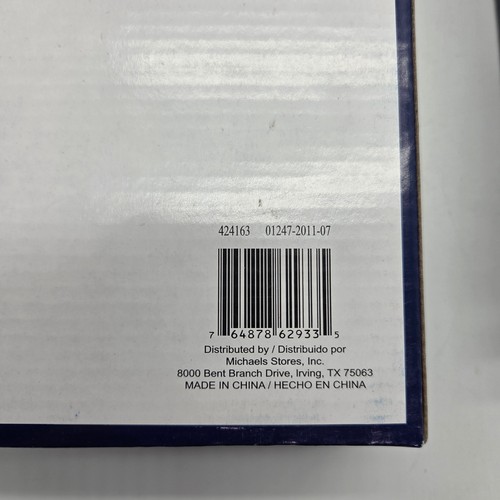 424163 01247-2011-07
7 64878 62933 5
Distributed by / Distribuido por
Michaels Stores, Inc.
8000 Bent Branch Drive, Irving, TX 75063
MADE IN CHINA / HECHO EN CHINA